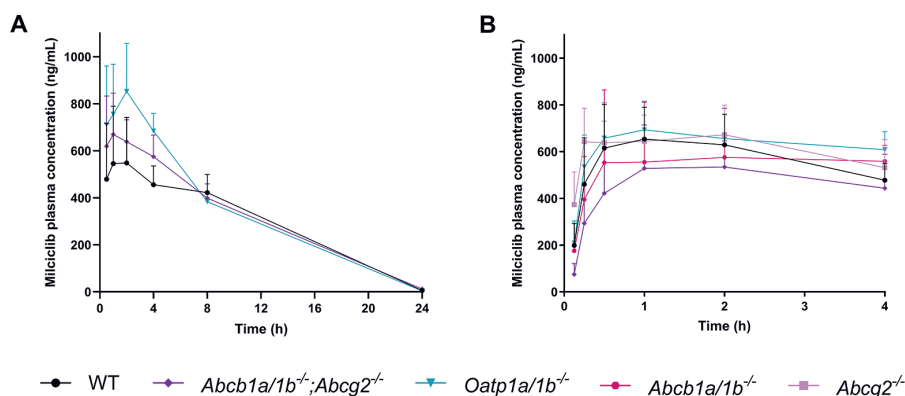 A
Milciclib plasma concentration (ng/mL)
1000
800
600
400
200
0
0 4 8 12 16 20 24
Time (h)
B
Milciclib plasma concentration (ng/mL)
1000
800
600
400
200
0
0 1 2 3 4
Time (h)
WT Abcb1a/1b⁻/⁻;Abcg2⁻/⁻ Oatp1a/1b⁻/⁻ Abcb1a/1b⁻/⁻ Abcg2⁻/⁻